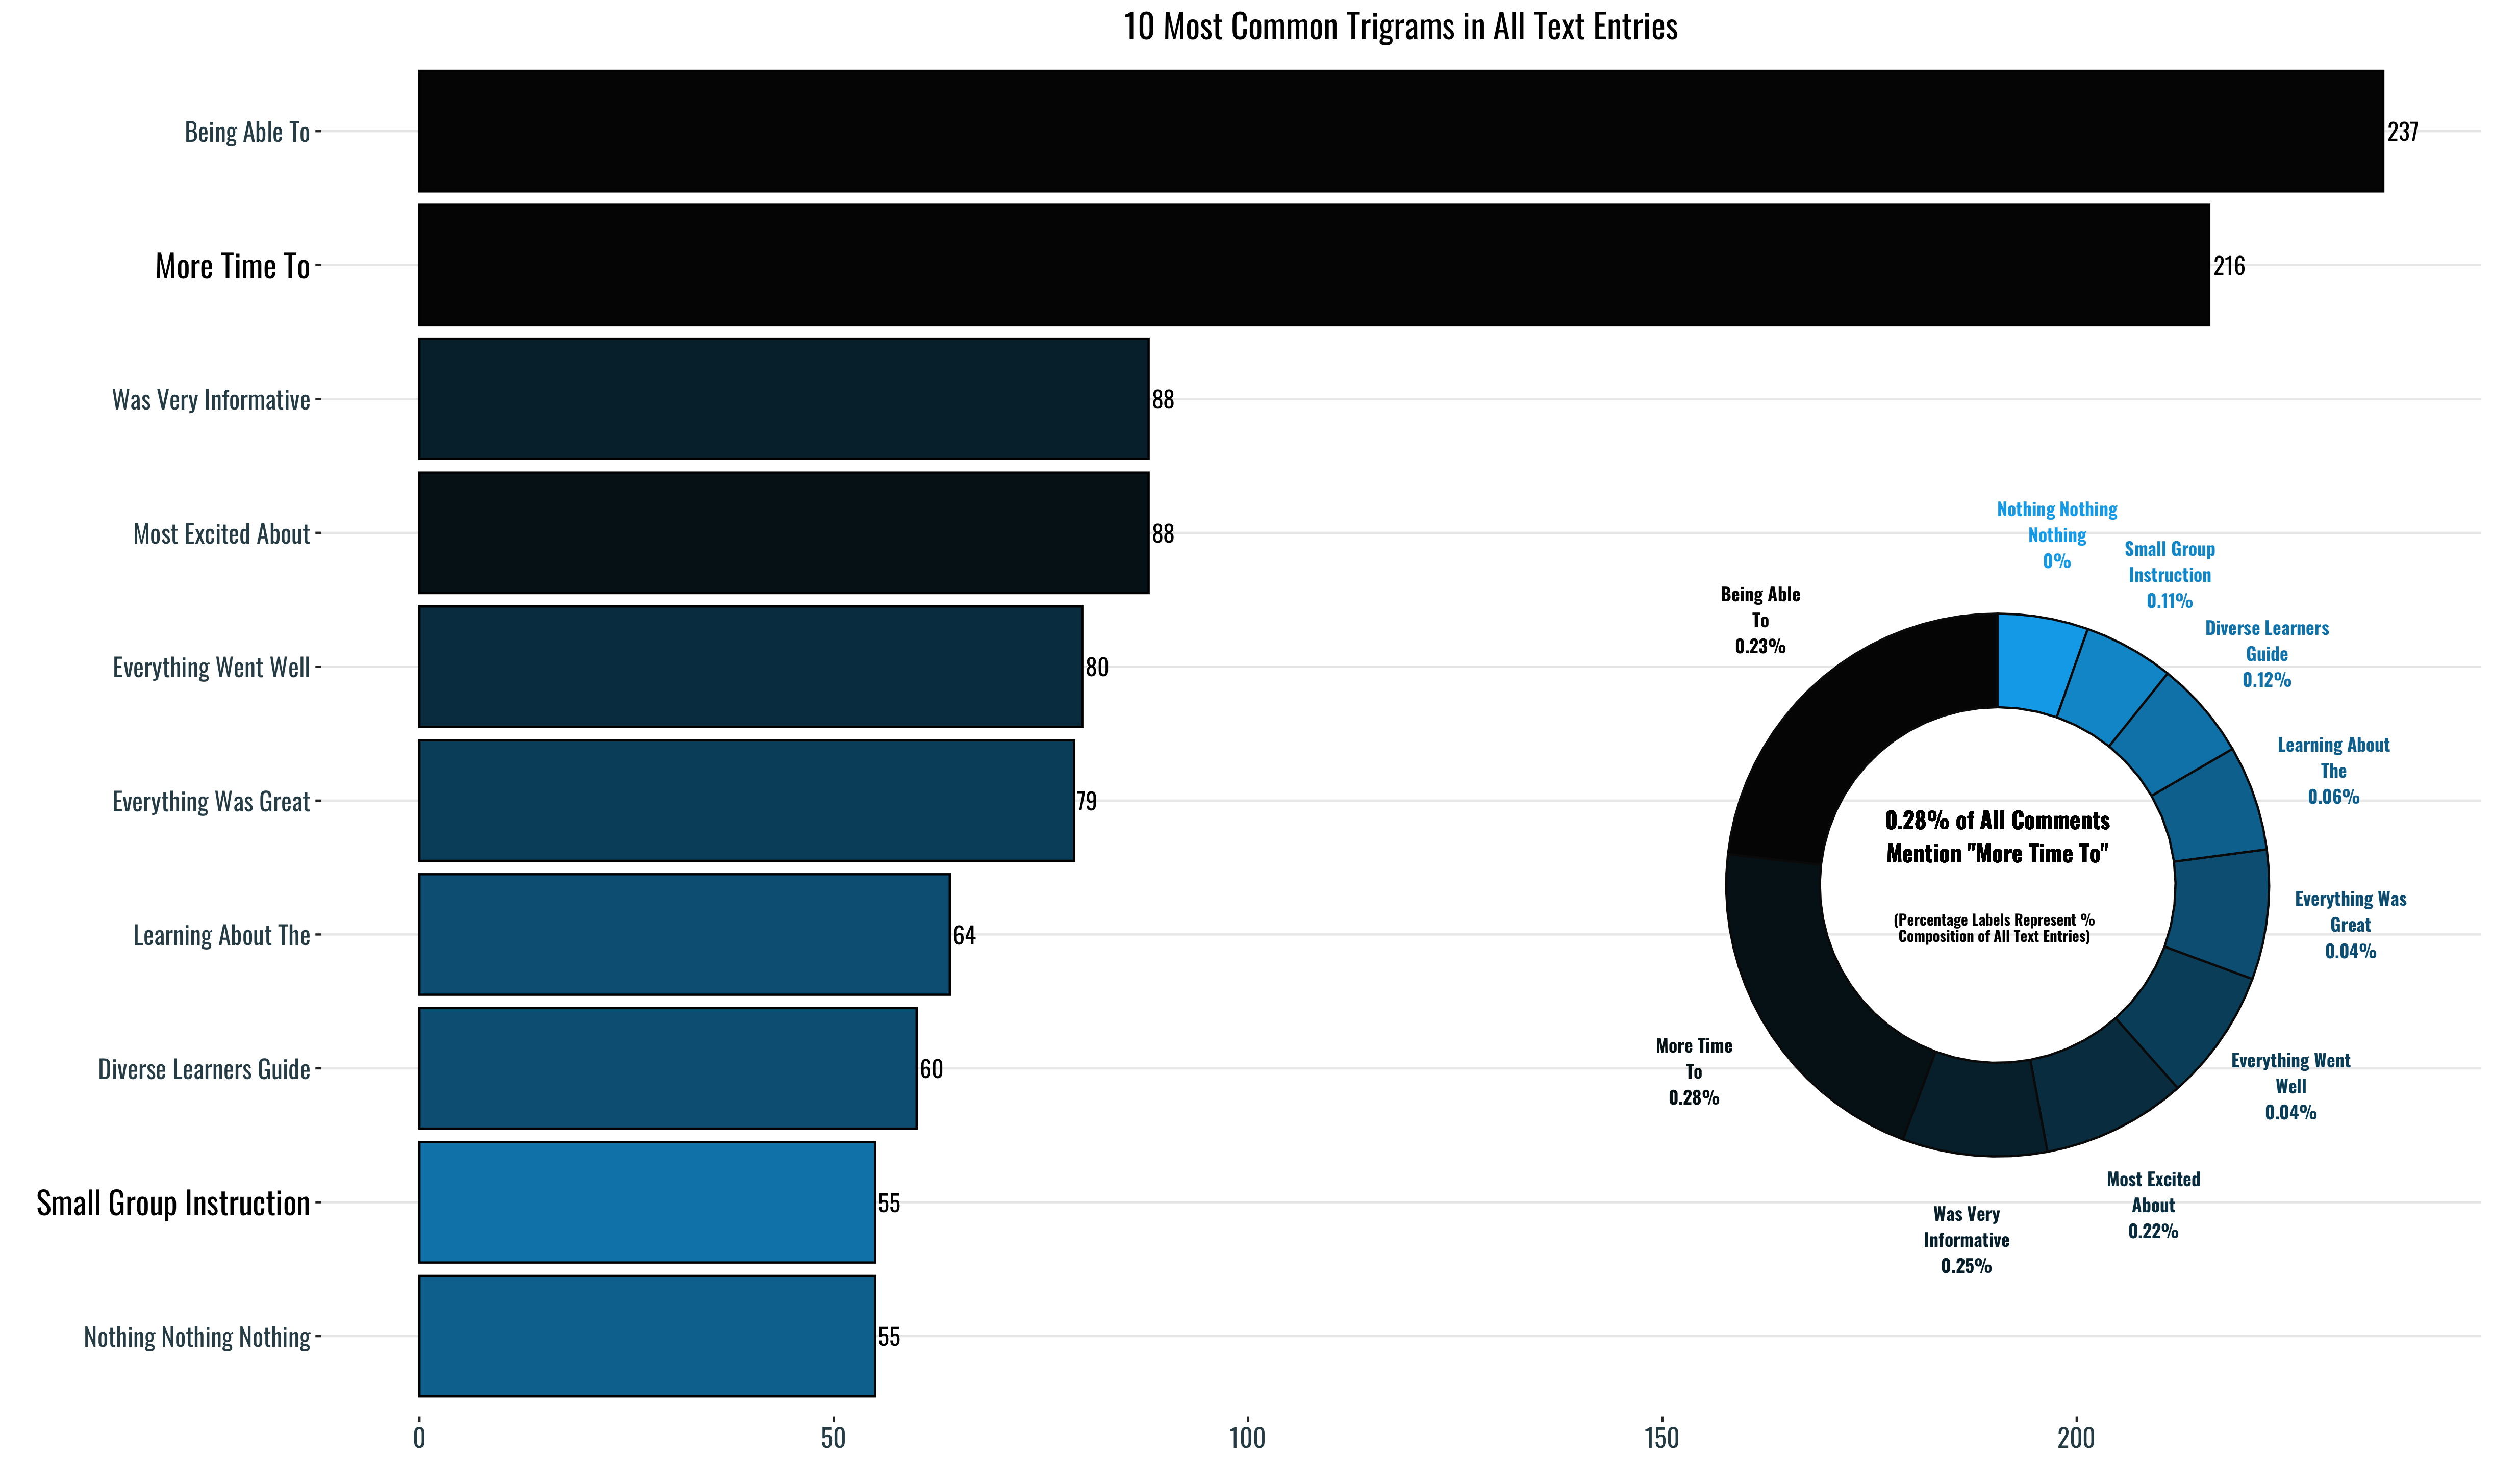 10 Most Common Trigrams in All Text Entries
Being Able To
237
More Time To
216
Was Very Informative
88
Most Excited About
88
Everything Went Well
80
Everything Was Great
79
Learning About The
64
Diverse Learners Guide
60
Small Group Instruction
55
Nothing Nothing Nothing
55
0
50
100
150
200
Nothing Nothing
Nothing
0%
Small Group
Instruction
0.11%
Diverse Learners
Guide
0.12%
Learning About
The
0.06%
Everything Was
Great
0.04%
Everything Went
Well
0.04%
Most Excited
About
0.22%
Was Very
Informative
0.25%
More Time
To
0.28%
Being Able
To
0.23%
0.28% of All Comments
Mention "More Time To"
(Percentage Labels Represent %
Composition of All Text Entries)